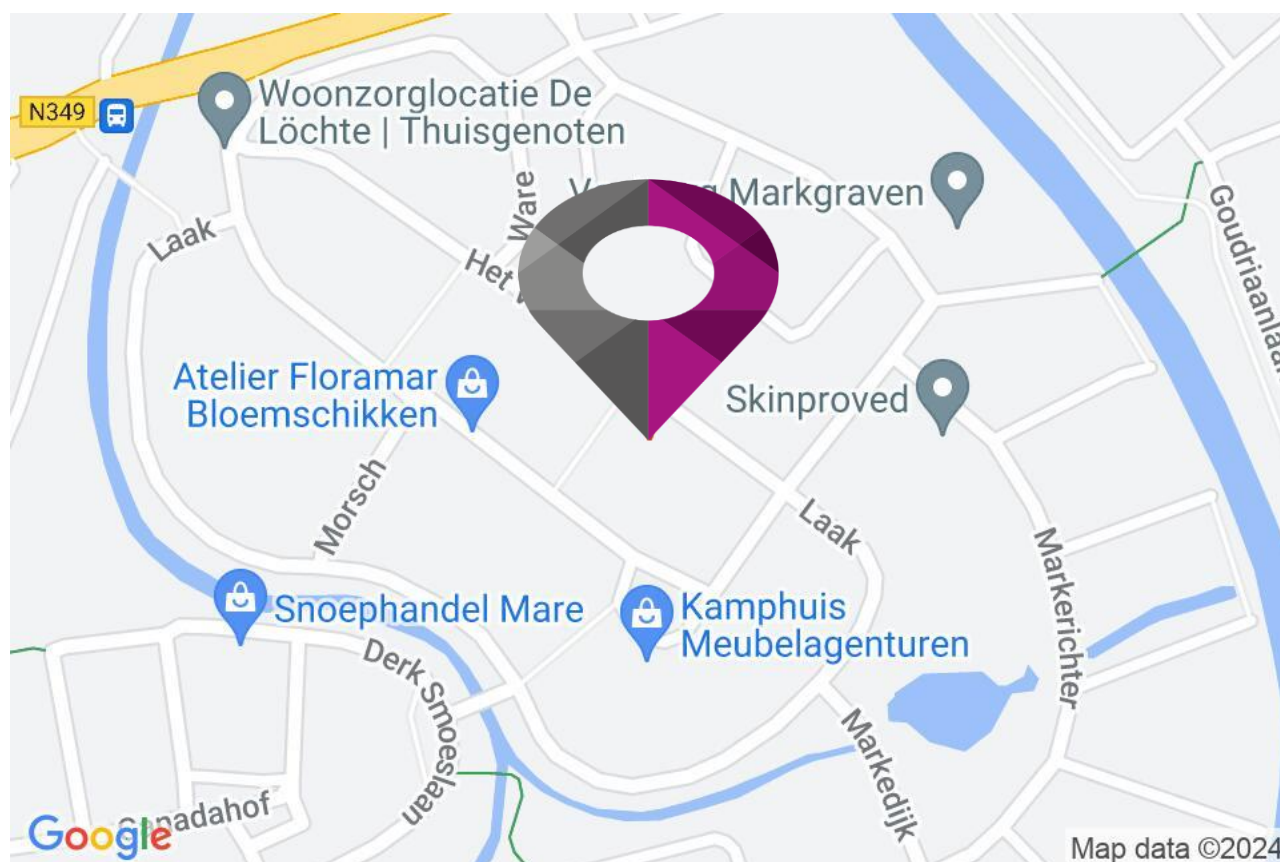 N349
Woonzorglocatie De
Löchte | Thuisgenoten
Ware
Markgraven
Goudriaanlaan
Laak
Het
Atelier Floramar
Bloemschikken
Skinproved
Morsch
Laak
Markerichter
Snoephandel Mare
Kamphuis
Meubelagenturen
Derk Smoeslaan
Markedijk
Google
Map data ©2024